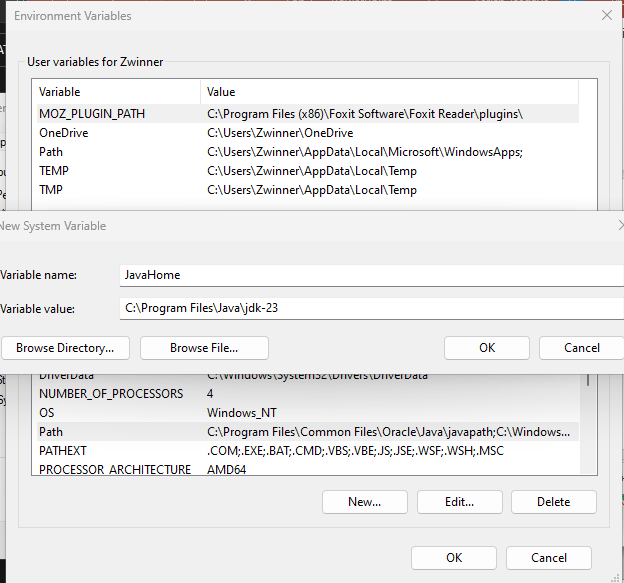 Environment Variables
User variables for Zwinner
Variable Value
MOZ_PLUGIN_PATH C:\Program Files (x86)\Foxit Software\Foxit Reader\plugins\
OneDrive C:\Users\Zwinner\OneDrive
Path C:\Users\Zwinner\AppData\Local\Microsoft\WindowsApps;
TEMP C:\Users\Zwinner\AppData\Local\Temp
TMP C:\Users\Zwinner\AppData\Local\Temp
New System Variable
Variable name: JavaHome
Variable value: C:\Program Files\Java\jdk-23
Browse Directory... Browse File... OK Cancel
DriverData C:\Windows\System32\Drivers\DriverData
NUMBER_OF_PROCESSORS 4
OS Windows_NT
Path C:\Program Files\Common Files\Oracle\Java\javapath;C:\Windows...
PATHEXT .COM;.EXE;.BAT;.CMD;.VBS;.VBE;.JS;.JSE;.WSF;.WSH;.MSC
PROCESSOR_ARCHITECTURE AMD64
New... Edit... Delete
OK Cancel